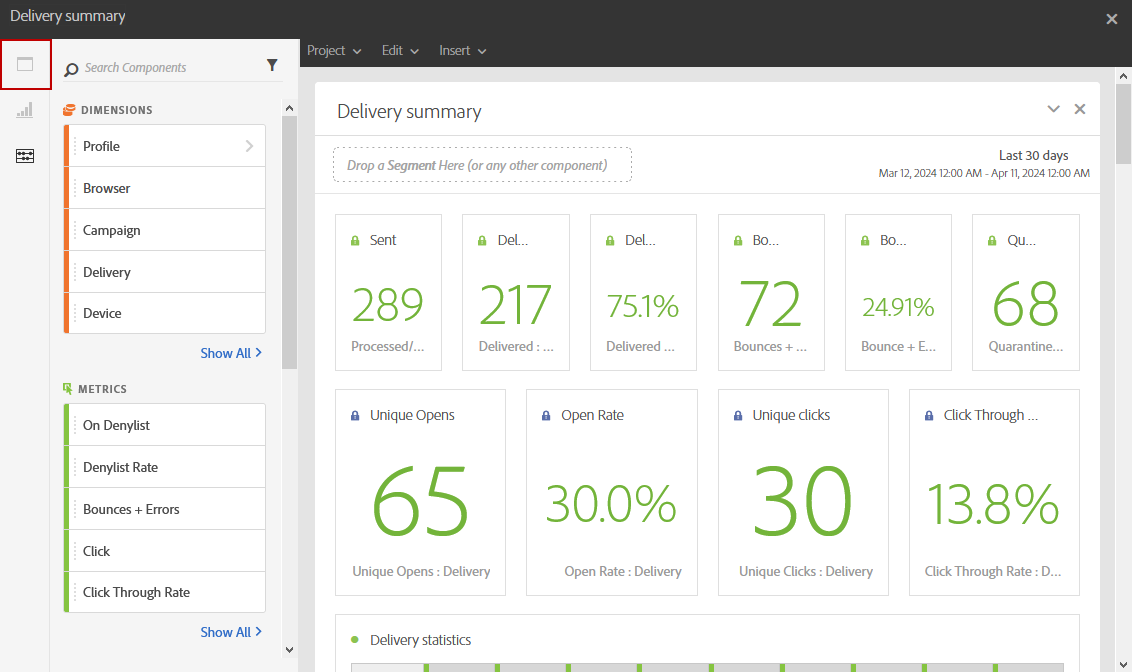 Delivery summary
Project
Edit
Insert
Search Components
DIMENSIONS
Profile
Browser
Campaign
Delivery
Device
Show All
METRICS
On Denylist
Denylist Rate
Bounces + Errors
Click
Click Through Rate
Show All
Delivery summary
Drop a Segment Here (or any other component)
Last 30 days
Mar 12, 2024 12:00 AM - Apr 11, 2024 12:00 AM
Sent
289
Processed/...
Del...
217
Delivered : ...
Del...
75.1%
Delivered ...
Bo...
72
Bounces + ...
Bo...
24.91%
Bounce + E...
Qu...
68
Quarantine...
Unique Opens
65
Unique Opens : Delivery
Open Rate
30.0%
Open Rate : Delivery
Unique clicks
30
Unique Clicks : Delivery
Click Through ...
13.8%
Click Through Rate : D...
Delivery statistics